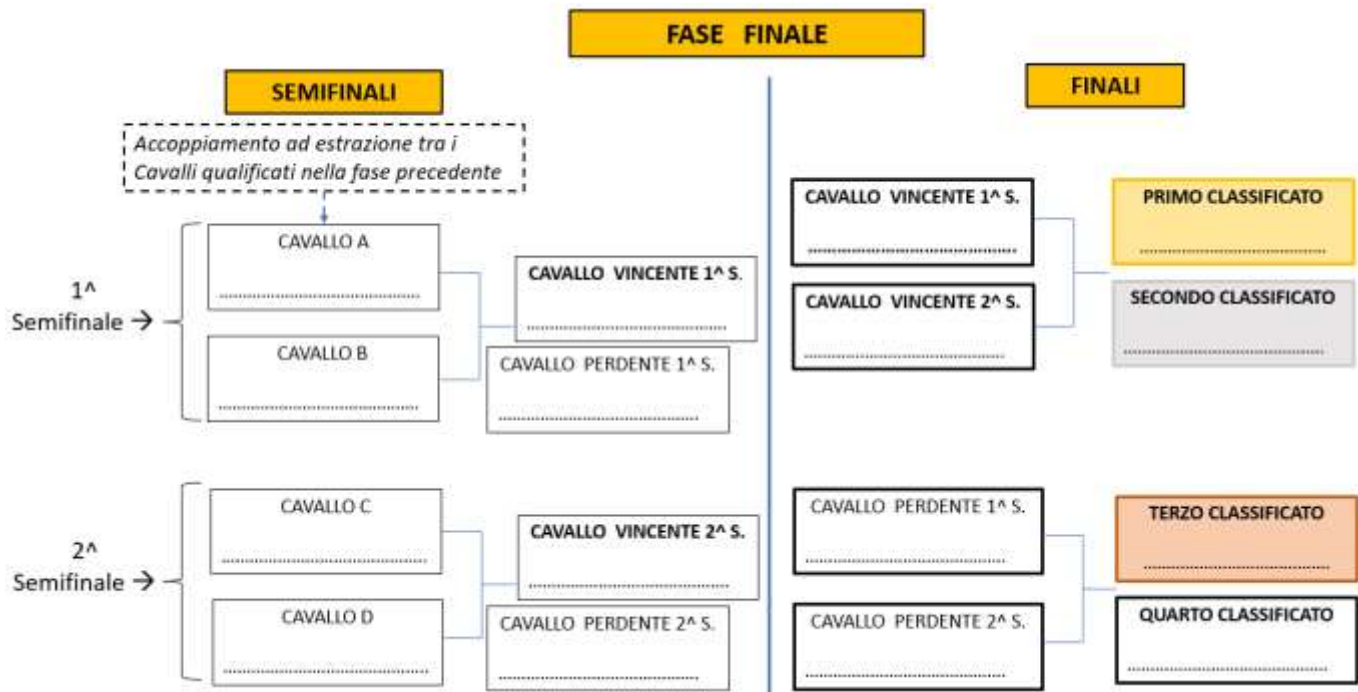 FASE FINALE
SEMIFINALI
Accoppiamento ad estrazione tra i
Cavalli qualificati nella fase precedente
1^
Semifinale →
CAVALLO A
................................................
CAVALLO B
................................................
CAVALLO VINCENTE 1^ S.
................................................
CAVALLO PERDENTE 1^ S.
................................................
2^
Semifinale →
CAVALLO C
................................................
CAVALLO D
................................................
CAVALLO VINCENTE 2^ S.
................................................
CAVALLO PERDENTE 2^ S.
................................................
FINALI
CAVALLO VINCENTE 1^ S.
................................................
CAVALLO VINCENTE 2^ S.
................................................
PRIMO CLASSIFICATO
................................................
SECONDO CLASSIFICATO
................................................
CAVALLO PERDENTE 1^ S.
................................................
CAVALLO PERDENTE 2^ S.
................................................
TERZO CLASSIFICATO
................................................
QUARTO CLASSIFICATO
................................................